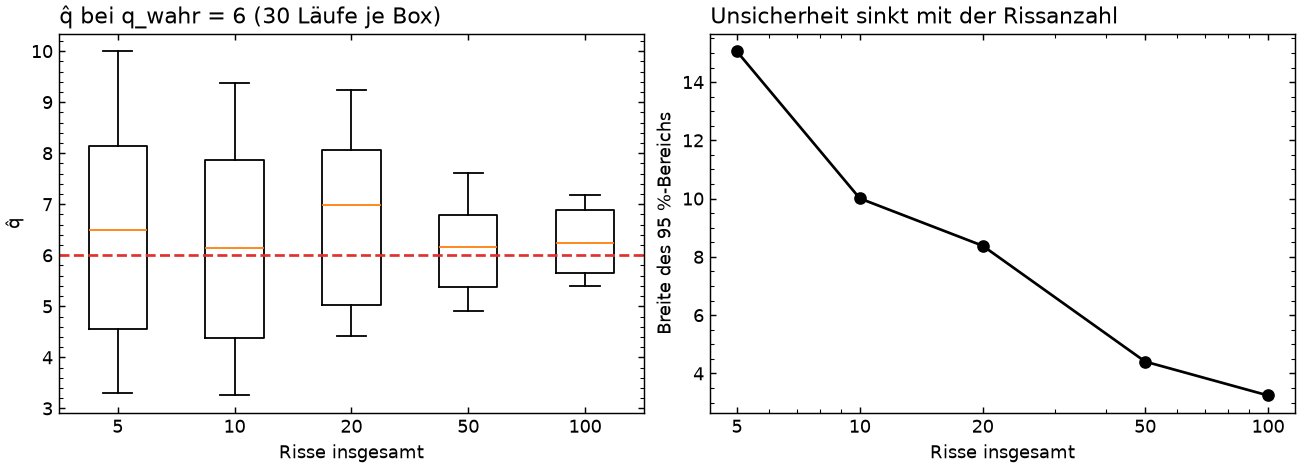 q̂ bei q_wahr = 6 (30 Läufe je Box)
q̂
10
9
8
7
6
5
4
3
5 10 20 50 100
Risse insgesamt
Unsicherheit sinkt mit der Rissanzahl
Breite des 95 %-Bereichs
14
12
10
8
6
4
5 10 20 50 100
Risse insgesamt